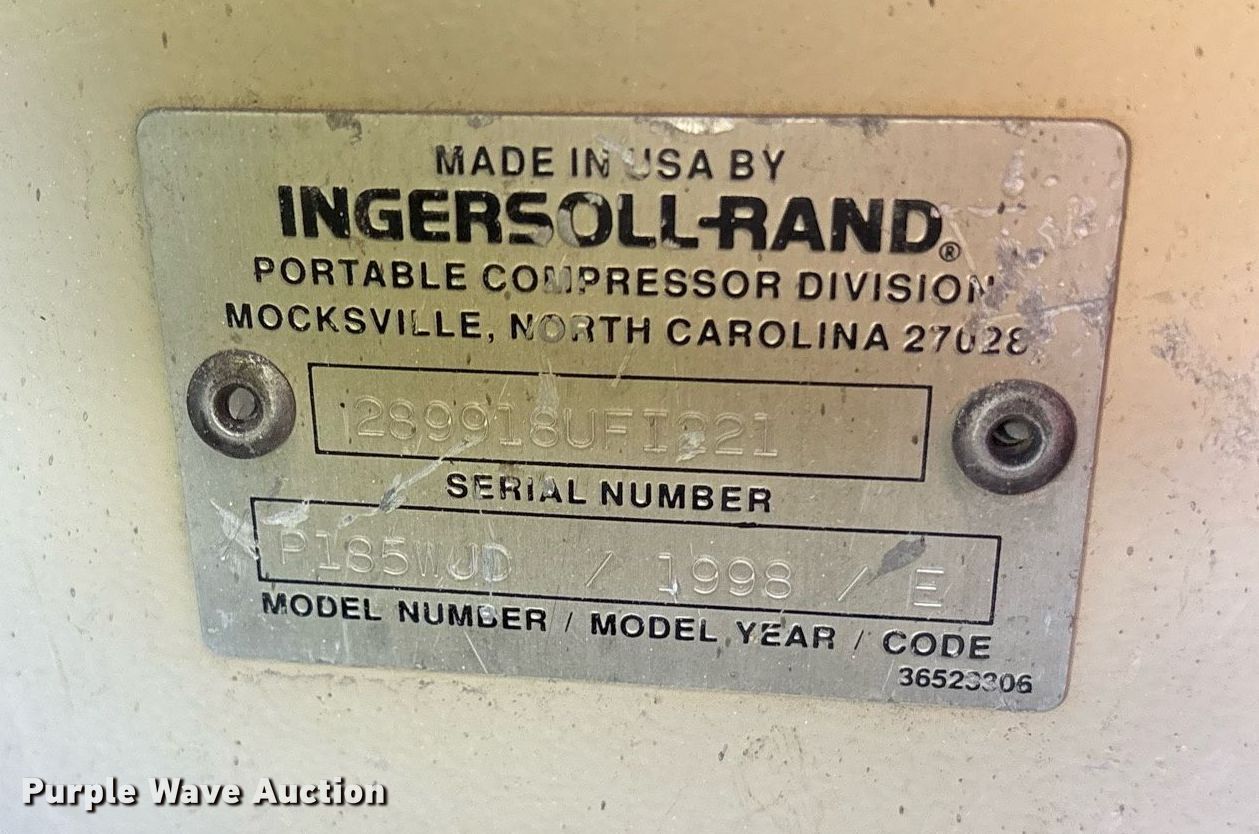 MADE IN USA BY
INGERSOLL-RAND®
PORTABLE COMPRESSOR DIVISION
MOCKSVILLE, NORTH CAROLINA 27028
SERIAL NUMBER
P185WJD / 1998 / E
MODEL NUMBER / MODEL YEAR / CODE
36523306
Purple Wave Auction